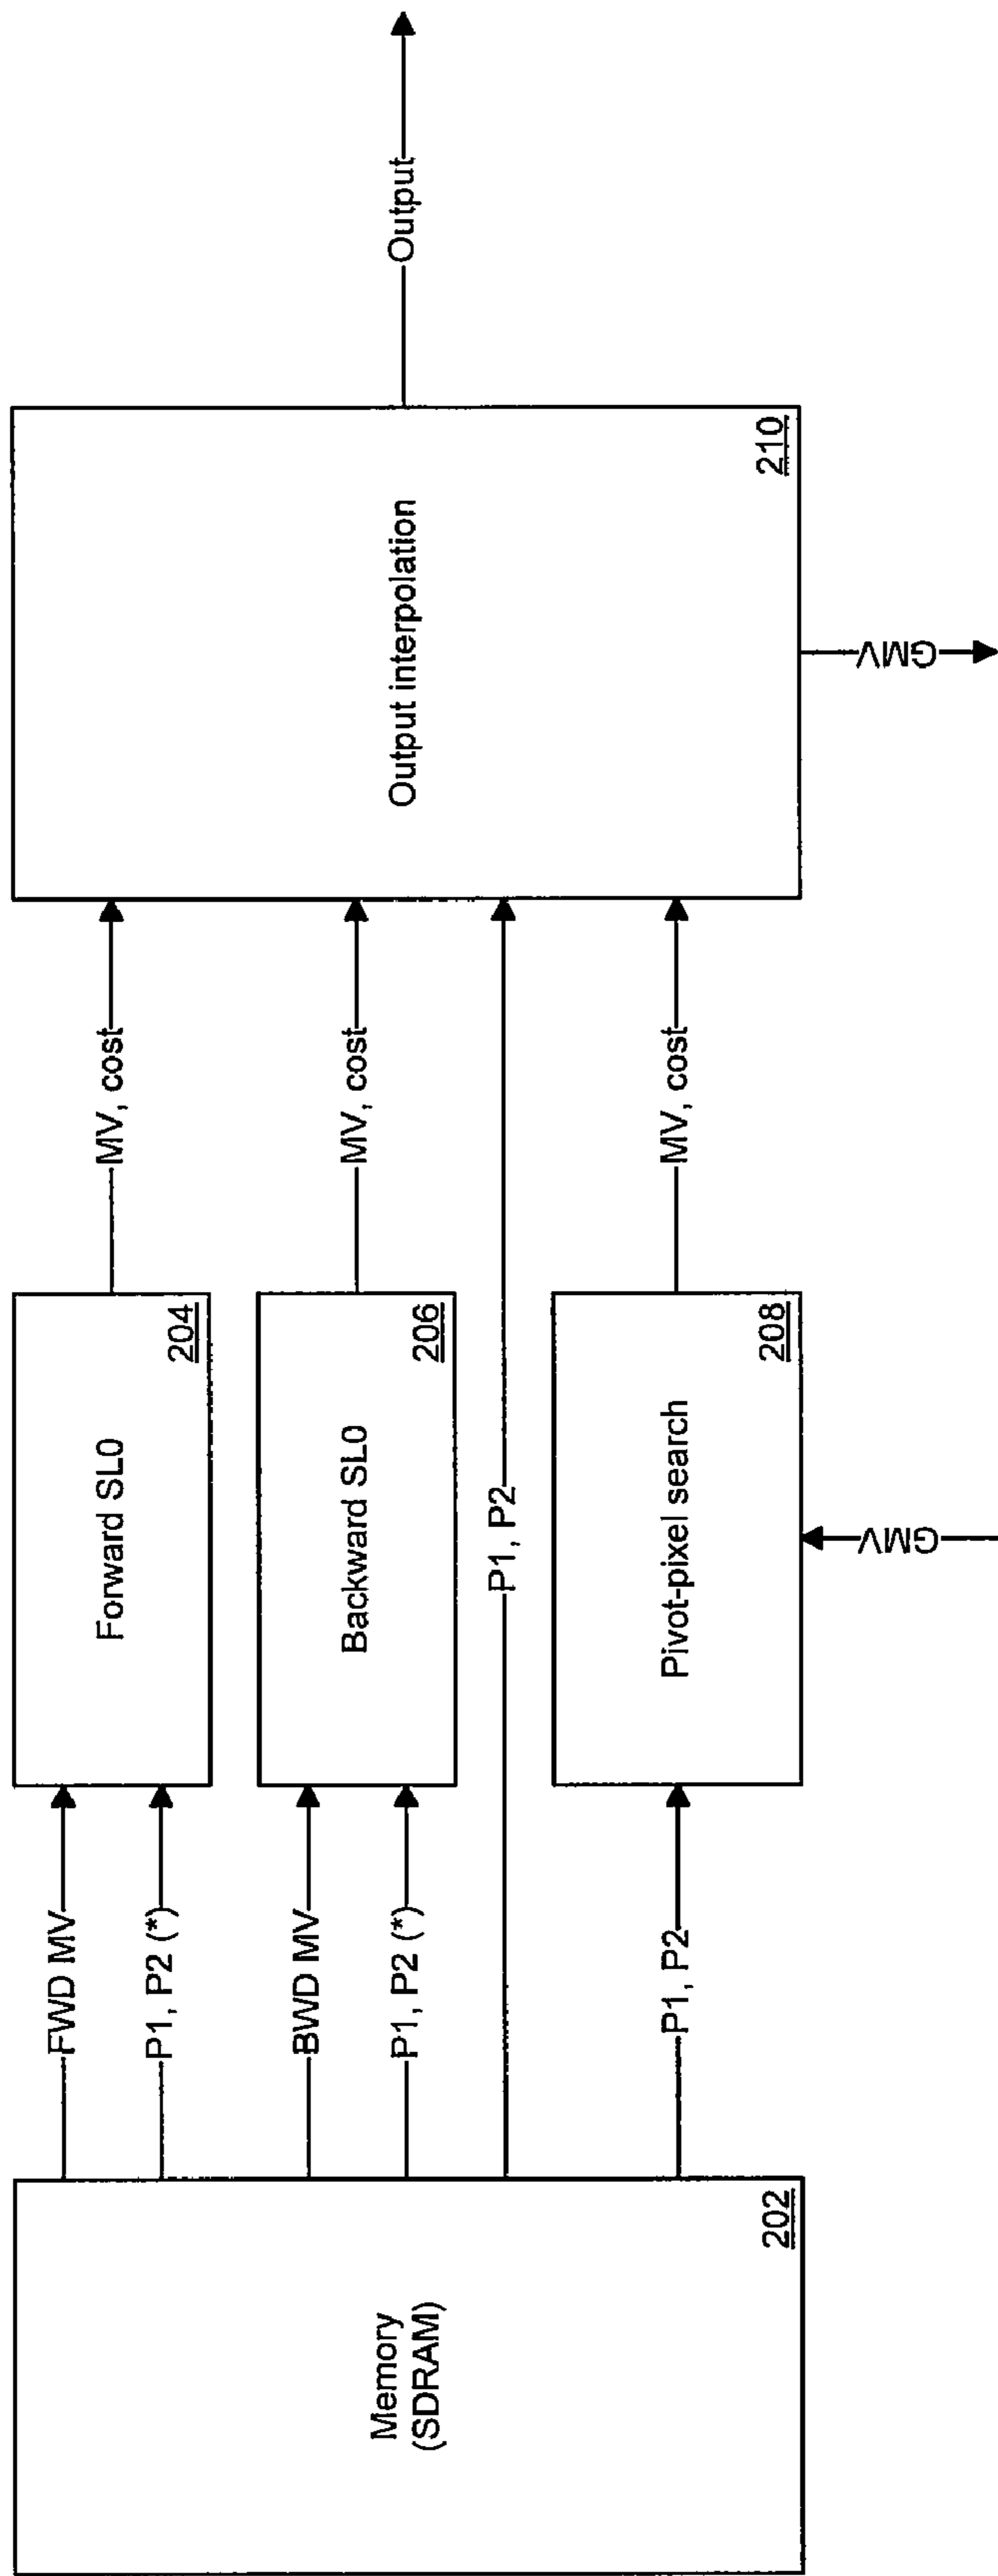 Memory
(SDRAM)
202
FWD MV
P1, P2 (*)
BWD MV
P1, P2 (*)
P1, P2
P1, P2
Forward SL0
204
Backward SL0
206
Pivot-pixel search
208
GMV
MV, cost
MV, cost
MV, cost
Output interpolation
210
GMV
Output